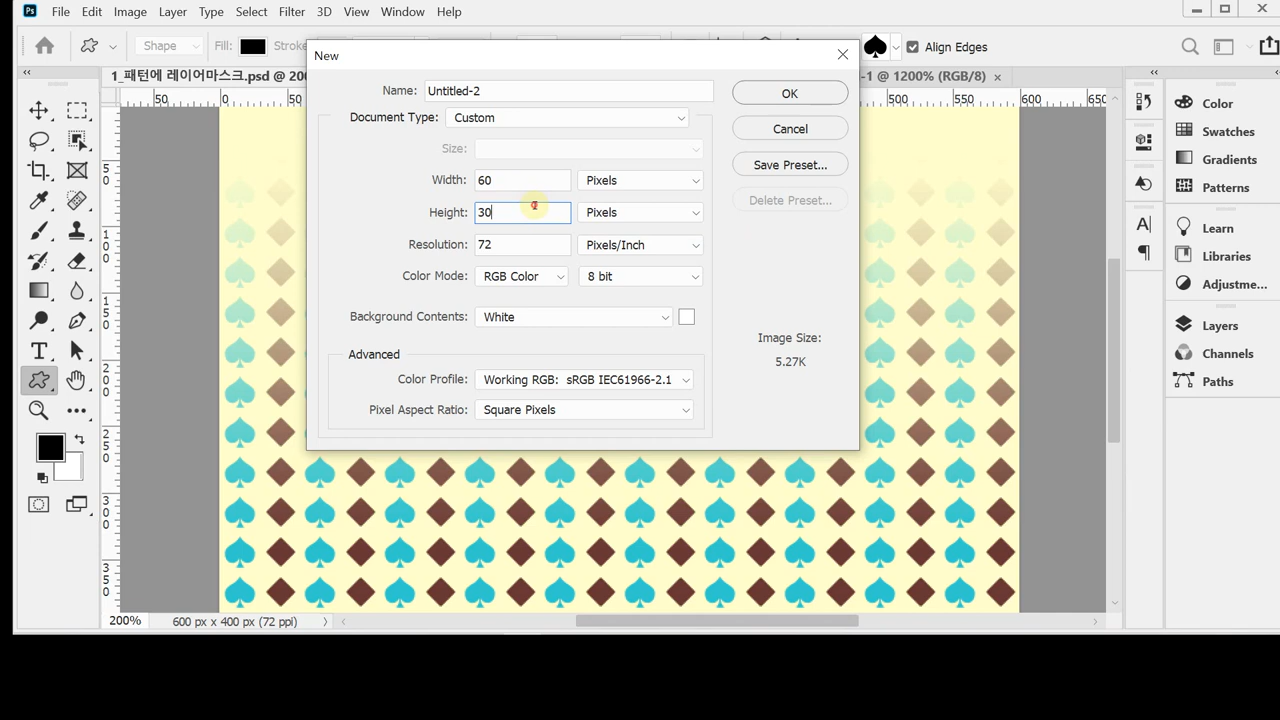 Ps File Edit Image Layer Type Select Filter 3D View Window Help
Shape Fill: Stroke Align Edges
1_패턴에 레이어마스크.psd @ 200 -1 @ 1200% (RGB/8) ×
50 0 50 500 550 600 650
New
Name: Untitled-2
Document Type: Custom
Size:
Width: 60 Pixels
Height: 30 Pixels
Resolution: 72 Pixels/Inch
Color Mode: RGB Color 8 bit
Background Contents: White
Advanced
Color Profile: Working RGB: sRGB IEC61966-2.1
Pixel Aspect Ratio: Square Pixels
OK
Cancel
Save Preset...
Delete Preset...
Image Size:
5.27K
50
100
150
200
250
300
350
Color
Swatches
Gradients
Patterns
Learn
Libraries
Adjustme...
Layers
Channels
Paths
200% 600 px x 400 px (72 ppi)